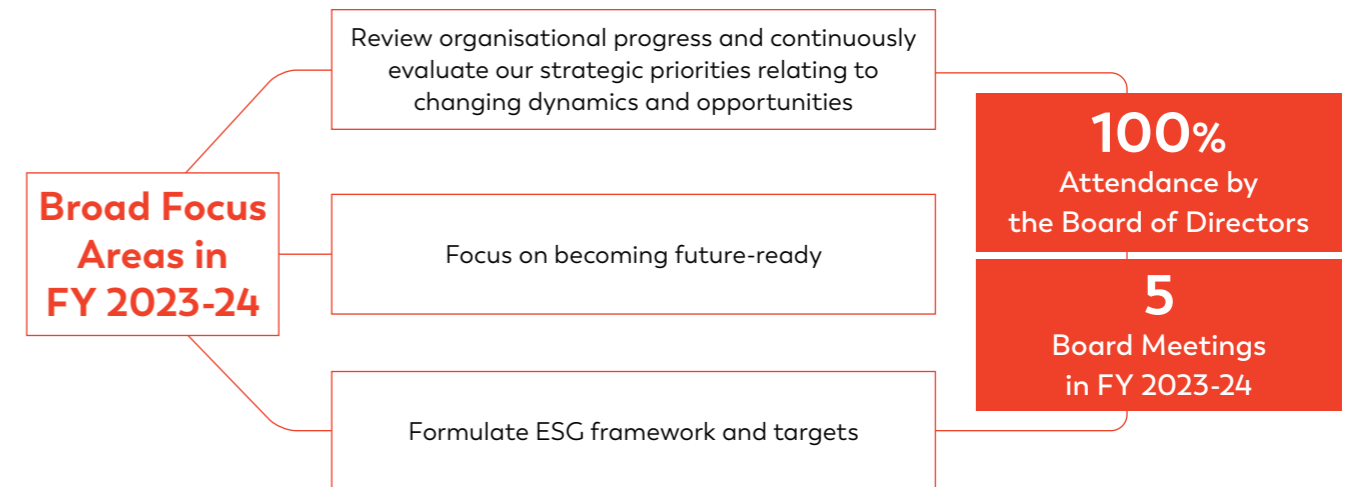 Broad Focus
Areas in
FY 2023-24
Review organisational progress and continuously
evaluate our strategic priorities relating to
changing dynamics and opportunities
Focus on becoming future-ready
Formulate ESG framework and targets
100%
Attendance by
the Board of Directors
5
Board Meetings
in FY 2023-24